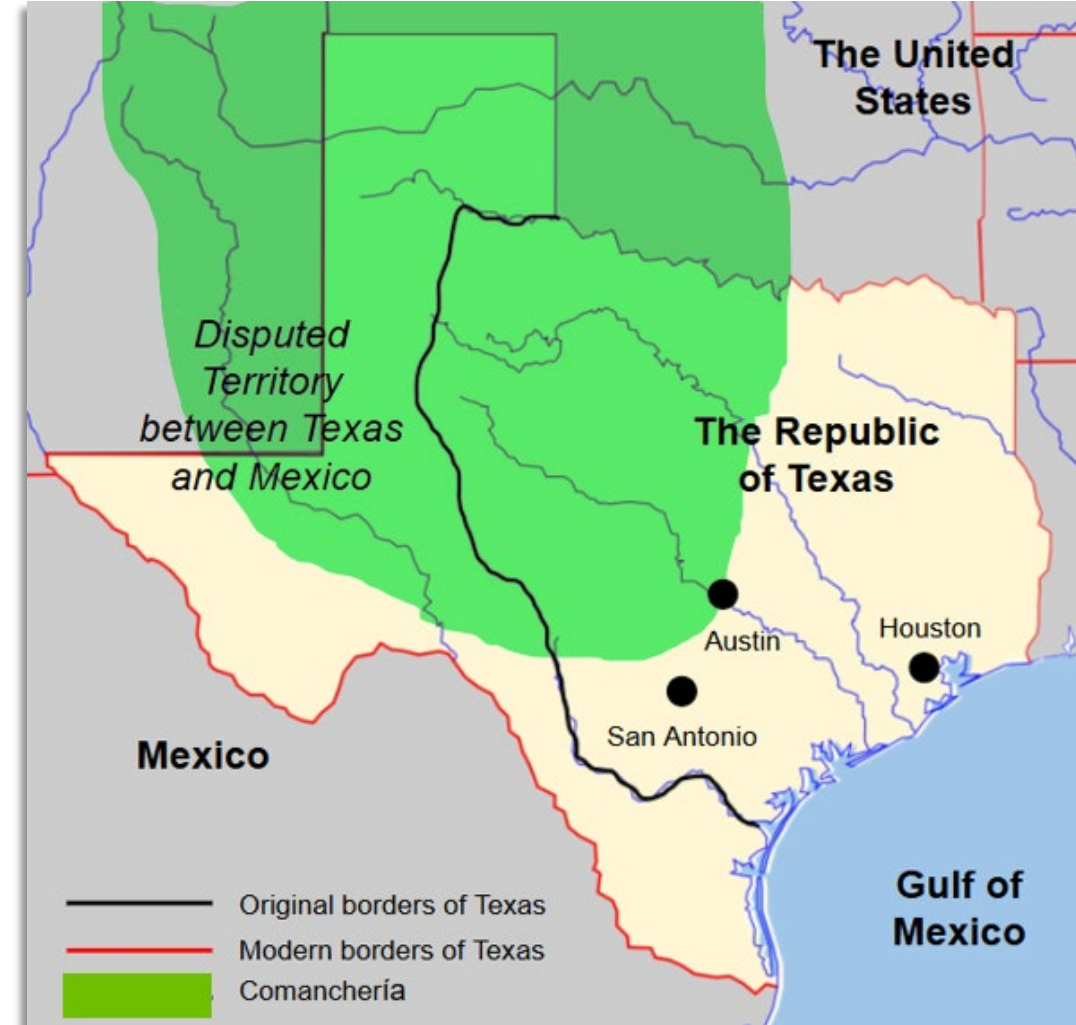 The United
States
Disputed
Territory
between Texas
and Mexico
The Republic
of Texas
Austin
Houston
San Antonio
Mexico
Gulf of
Mexico
Original borders of Texas
Modern borders of Texas
Comanchería